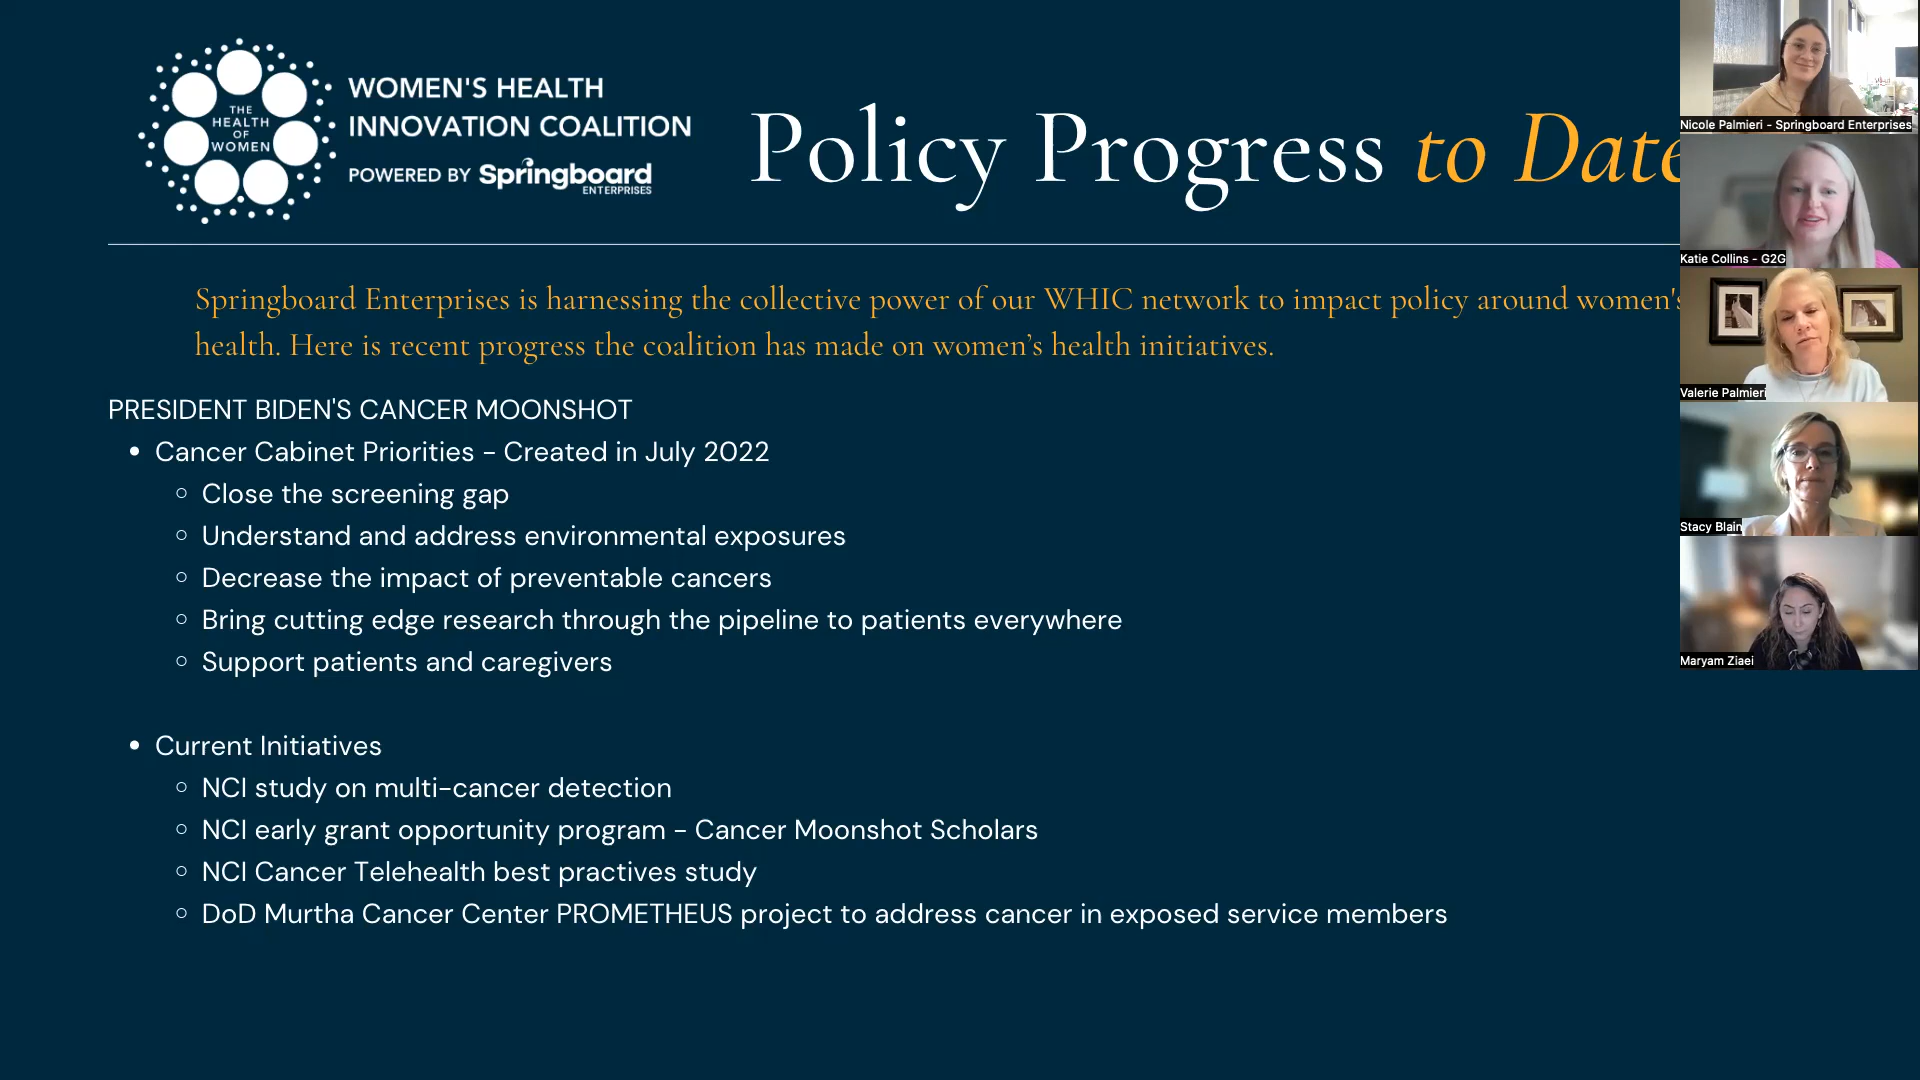 THE
HEALTH
OF
WOMEN
WOMEN'S HEALTH
INNOVATION COALITION
POWERED BY Springboard
ENTERPRISES
Policy Progress to Date
Springboard Enterprises is harnessing the collective power of our WHIC network to impact policy around women's
health. Here is recent progress the coalition has made on women’s health initiatives.
PRESIDENT BIDEN'S CANCER MOONSHOT
• Cancer Cabinet Priorities - Created in July 2022
○ Close the screening gap
○ Understand and address environmental exposures
○ Decrease the impact of preventable cancers
○ Bring cutting edge research through the pipeline to patients everywhere
○ Support patients and caregivers
• Current Initiatives
○ NCI study on multi-cancer detection
○ NCI early grant opportunity program - Cancer Moonshot Scholars
○ NCI Cancer Telehealth best practives study
○ DoD Murtha Cancer Center PROMETHEUS project to address cancer in exposed service members
Nicole Palmieri - Springboard Enterprises
Katie Collins - G2G
Valerie Palmieri
Stacy Blain
Maryam Ziaei